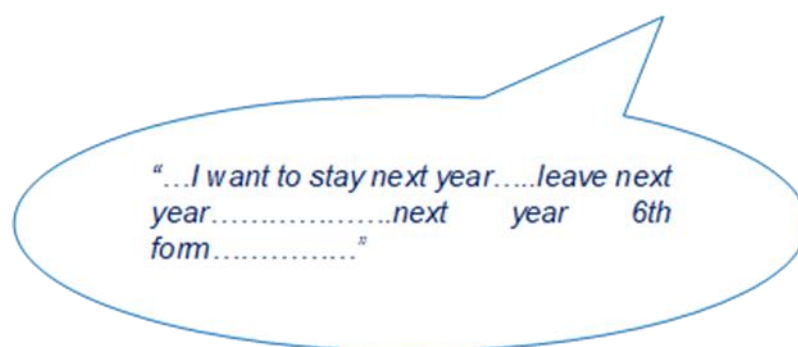 “…I want to stay next year…..leave next
year………………..next year 6th
form……………”